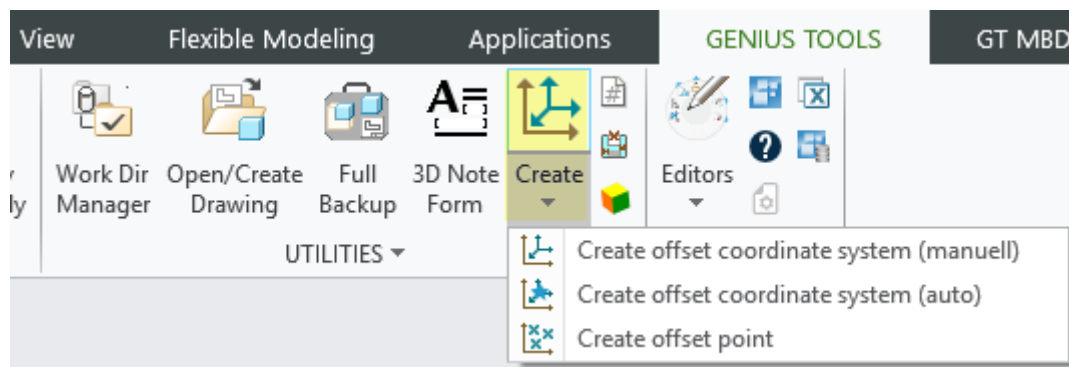 View Flexible Modeling Applications GENIUS TOOLS GT MBD
Work Dir Manager
Open/Create Drawing
Full Backup
3D Note Form
Create
Editors
UTILITIES
Create offset coordinate system (manuell)
Create offset coordinate system (auto)
Create offset point